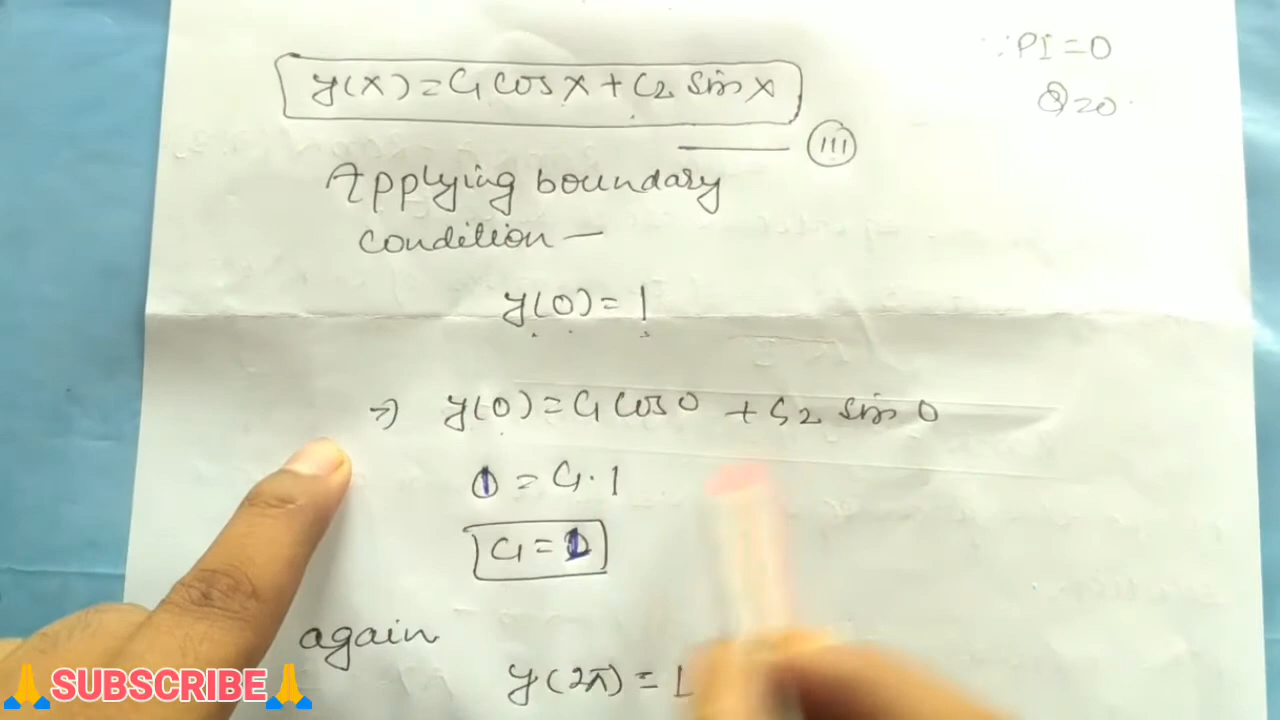 ∵ PI = 0
Q = 0
y(x) = C1 cos x + C2 sin x
(III)
Applying boundary
condition —
y(0) = 1
⇒ y(0) = C1 cos 0 + C2 sin 0
1 = C1 · 1
C1 = 1
again
y(2π) = 1
🙏SUBSCRIBE🙏